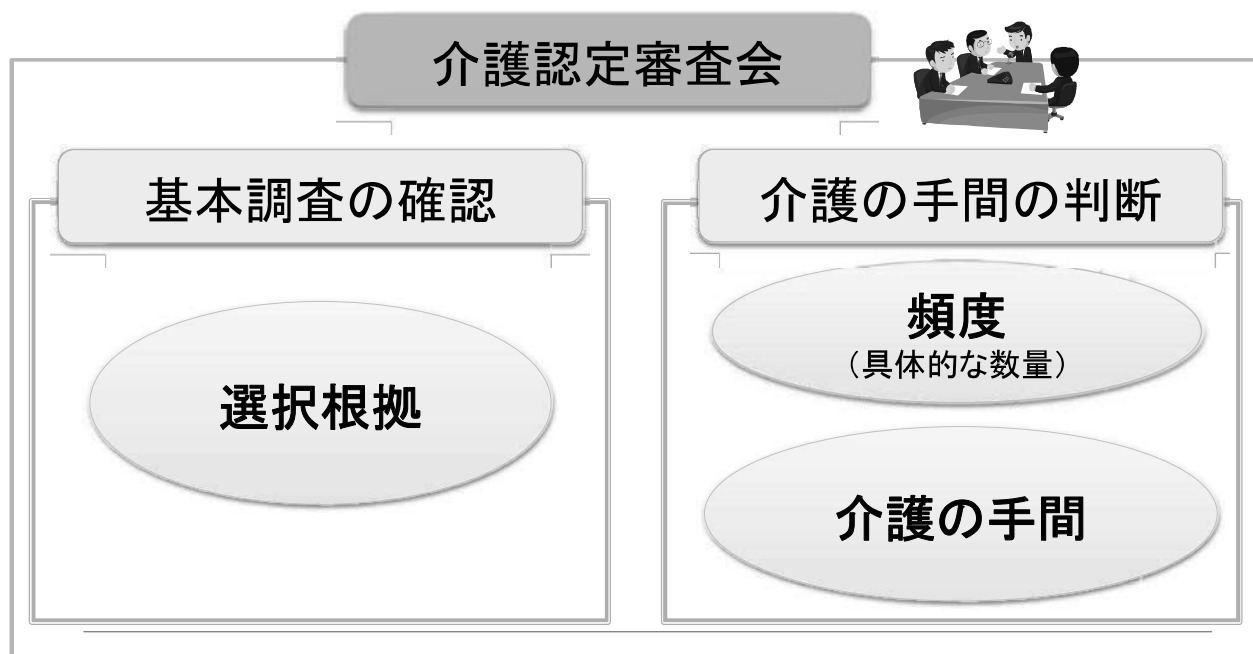 介護認定審査会
基本調査の確認
選択根拠
介護の手間の判断
頻度
（具体的な数量）
介護の手間